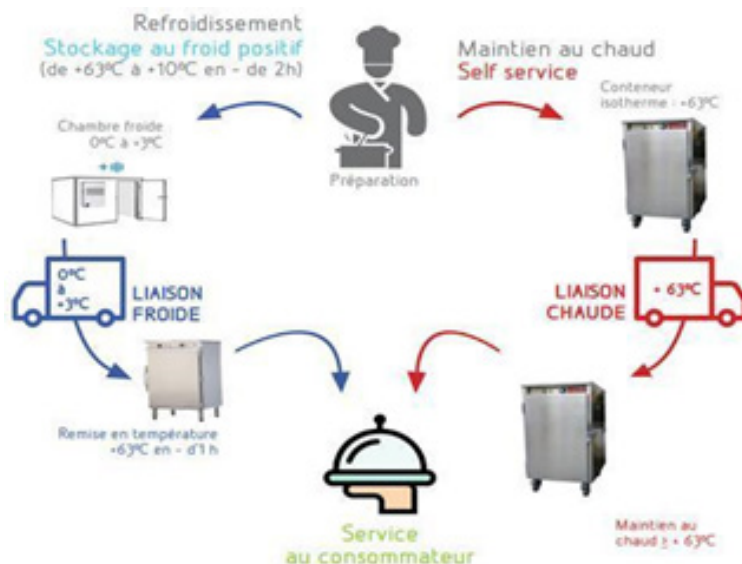 Refroidissement
Stockage au froid positif
(de +63ºC à +10ºC en - de 2h)
Maintien au chaud
Self service
Conteneur
isotherme : +63ºC
Chambre froide
0ºC à +3ºC
Préparation
0ºC
à
+3ºC
LIAISON
FROIDE
LIAISON
CHAUDE
+ 63ºC
Remise en température
+63ºC en - d'1 h
Service
au consommateur
Maintien au
chaud ≥ + 63ºC